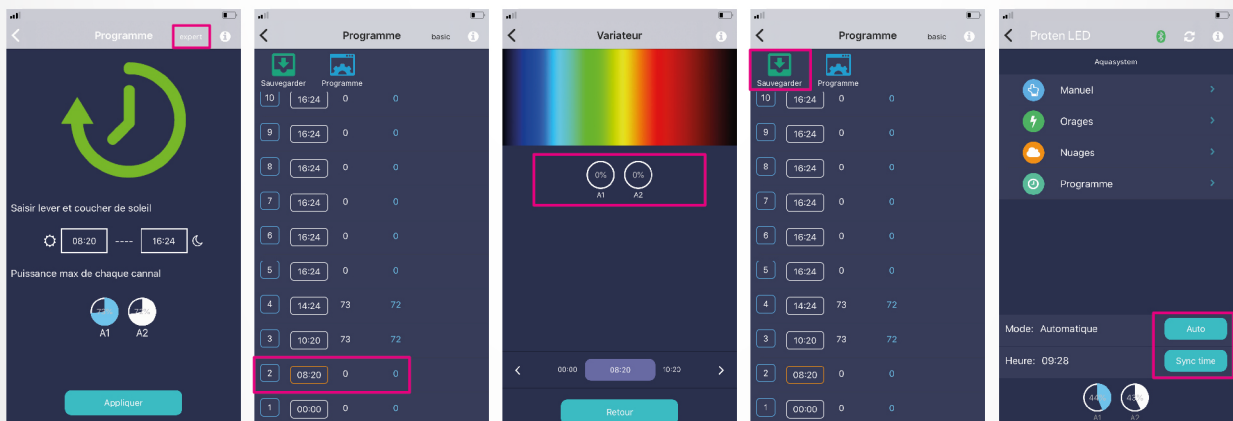 Programme expert i
Saisir lever et coucher de soleil
08:20 ---- 16:24
Puissance max de chaque cannal
A1 A2
Appliquer
Programme basic i
Sauvegarder Programme
10 16:24 0 0
9 16:24 0 0
8 16:24 0 0
7 16:24 0 0
6 16:24 0 0
5 16:24 0 0
4 14:24 73 72
3 10:20 73 72
2 08:20 0 0
1 00:00 0 0
Variateur i
0% 0%
A1 A2
00:00 08:20 10:20
Retour
Programme basic i
Sauvegarder Programme
10 16:24 0 0
9 16:24 0 0
8 16:24 0 0
7 16:24 0 0
6 16:24 0 0
5 16:24 0 0
4 14:24 73 72
3 10:20 73 72
2 08:20 0 0
1 00:00 0 0
Proten LED i
Aquasystem
Manuel
Orages
Nuages
Programme
Mode: Automatique Auto
Heure: 09:28 Sync time
44% 43%
A1 A2